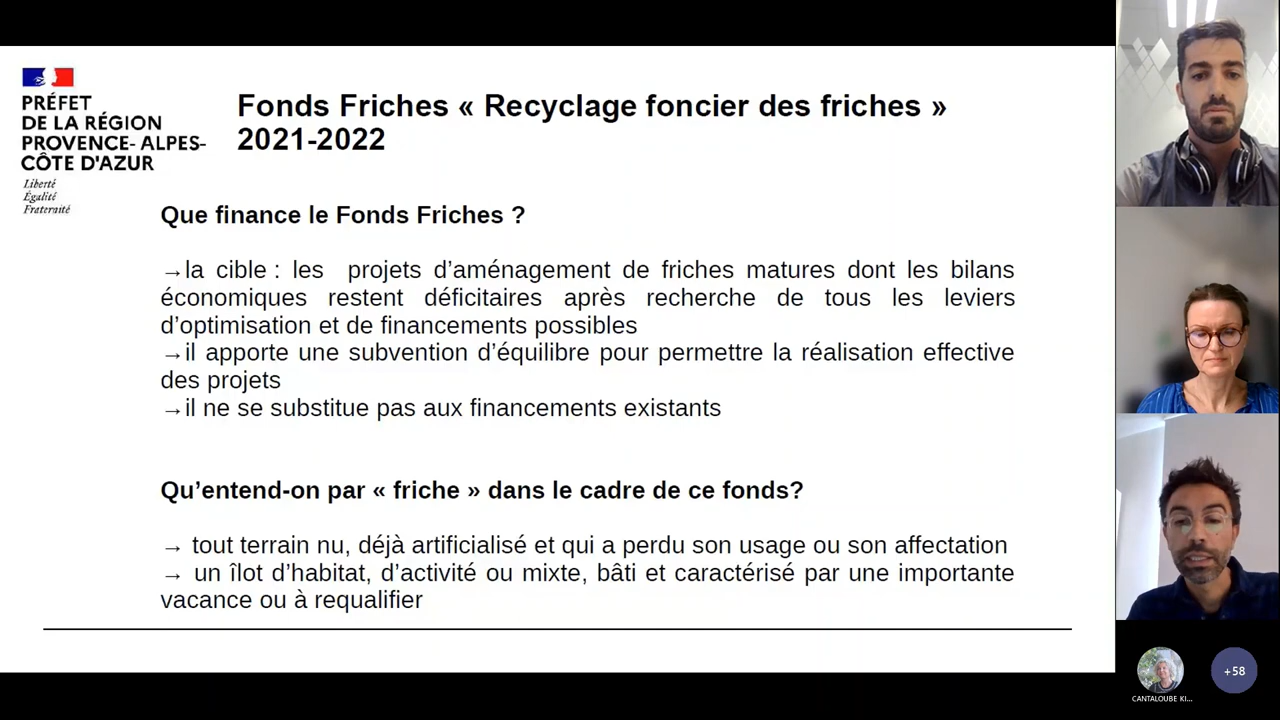 PRÉFET
DE LA RÉGION
PROVENCE- ALPES-
CÔTE D'AZUR
Liberté
Égalité
Fraternité
Fonds Friches « Recyclage foncier des friches »
2021-2022
Que finance le Fonds Friches ?
→la cible : les projets d’aménagement de friches matures dont les bilans
économiques restent déficitaires après recherche de tous les leviers
d’optimisation et de financements possibles
→il apporte une subvention d’équilibre pour permettre la réalisation effective
des projets
→il ne se substitue pas aux financements existants
Qu’entend-on par « friche » dans le cadre de ce fonds?
→ tout terrain nu, déjà artificialisé et qui a perdu son usage ou son affectation
→ un îlot d’habitat, d’activité ou mixte, bâti et caractérisé par une importante
vacance ou à requalifier
CANTALOUBE KI...
+58